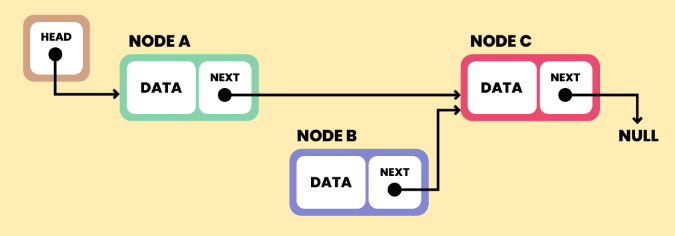 HEAD
NODE A
DATA
NEXT
NODE B
DATA
NEXT
NODE C
DATA
NEXT
NULL